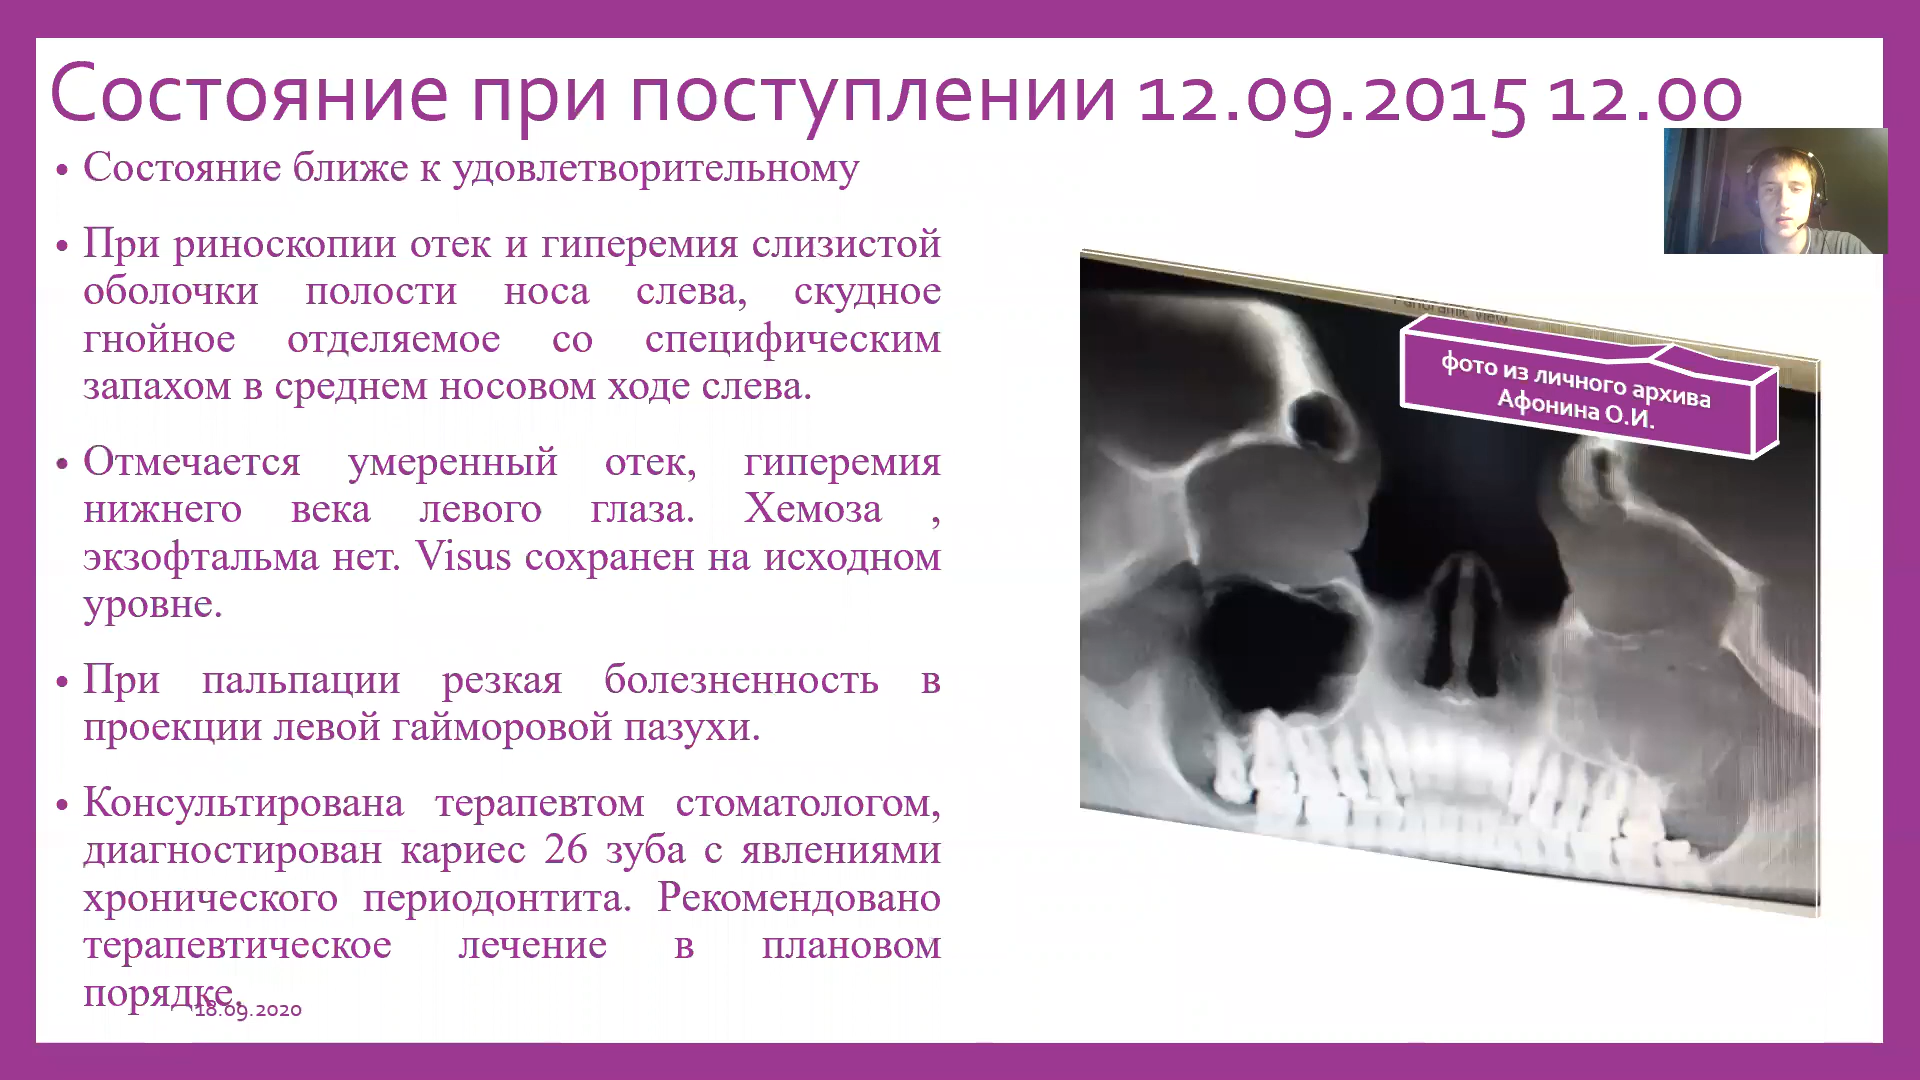 Состояние при поступлении 12.09.2015 12.00
• Состояние ближе к удовлетворительному
• При риноскопии отек и гиперемия слизистой
оболочки полости носа слева, скудное
гнойное отделяемое со специфическим
запахом в среднем носовом ходе слева.
• Отмечается умеренный отек, гиперемия
нижнего века левого глаза. Хемоза ,
экзофтальма нет. Visus сохранен на исходном
уровне.
• При пальпации резкая болезненность в
проекции левой гайморовой пазухи.
• Консультирована терапевтом стоматологом,
диагностирован кариес 26 зуба с явлениями
хронического периодонтита. Рекомендовано
терапевтическое лечение в плановом
порядке.
18.09.2020
Panoramic View
фото из личного архива
Афонина О.И.